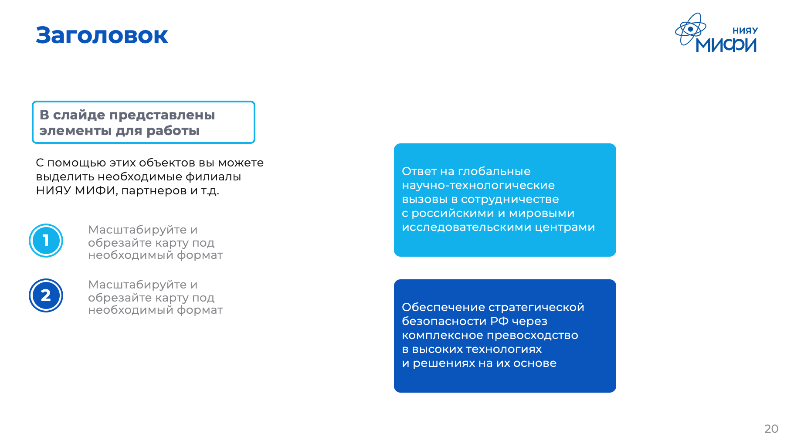 Заголовок
НИЯУ
МИФИ
В слайде представлены
элементы для работы
С помощью этих объектов вы можете
выделить необходимые филиалы
НИЯУ МИФИ, партнеров и т.д.
1
Масштабируйте и
обрезайте карту под
необходимый формат
2
Масштабируйте и
обрезайте карту под
необходимый формат
Ответ на глобальные
научно-технологические
вызовы в сотрудничестве
с российскими и мировыми
исследовательскими центрами
Обеспечение стратегической
безопасности РФ через
комплексное превосходство
в высоких технологиях
и решениях на их основе
20